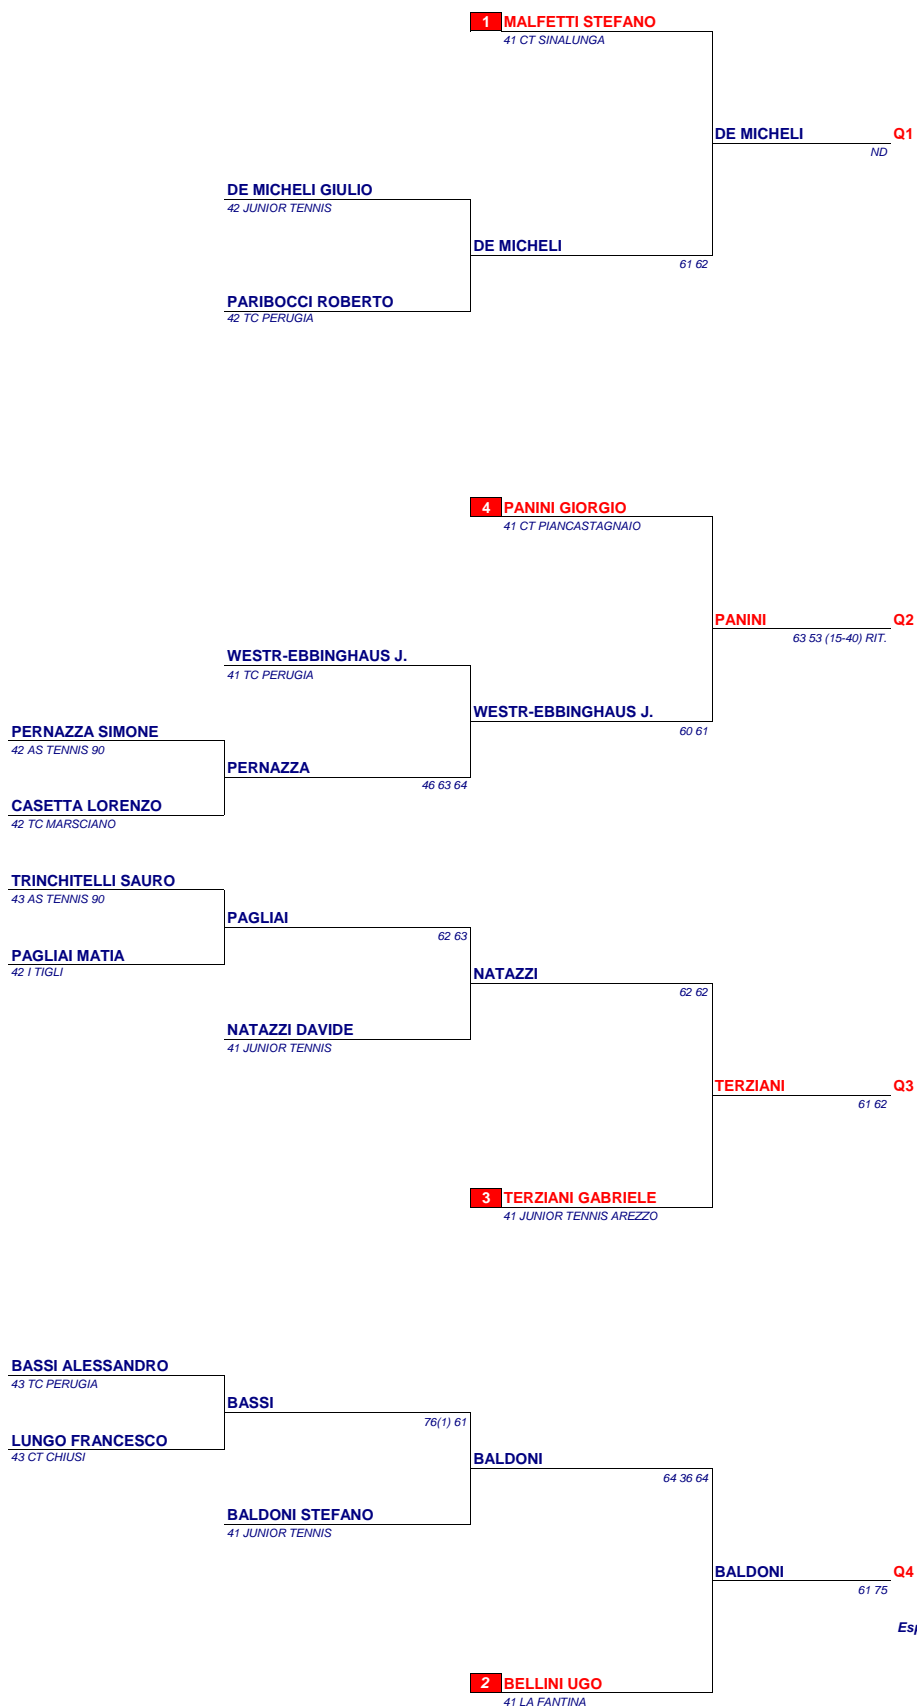 1 MALFETTI STEFANO
41 CT SINALUNGA
DE MICHELI Q1
ND
DE MICHELI GIULIO
42 JUNIOR TENNIS
DE MICHELI
61 62
PARIBOCCI ROBERTO
42 TC PERUGIA
4 PANINI GIORGIO
41 CT PIANCASTAGNAIO
PANINI Q2
63 53 (15-40) RIT.
WESTR-EBBINGHAUS J.
41 TC PERUGIA
WESTR-EBBINGHAUS J.
60 61
PERNAZZA SIMONE
42 AS TENNIS 90
PERNAZZA
46 63 64
CASETTA LORENZO
42 TC MARSCIANO
TRINCHITELLI SAURO
43 AS TENNIS 90
PAGLIAI
62 63
PAGLIAI MATIA
42 I TIGLI
NATAZZI
62 62
NATAZZI DAVIDE
41 JUNIOR TENNIS
TERZIANI Q3
61 62
3 TERZIANI GABRIELE
41 JUNIOR TENNIS AREZZO
BASSI ALESSANDRO
43 TC PERUGIA
BASSI
76(1) 61
LUNGO FRANCESCO
43 CT CHIUSI
BALDONI
64 36 64
BALDONI STEFANO
41 JUNIOR TENNIS
BALDONI Q4
61 75
Esp
2 BELLINI UGO
41 LA FANTINA